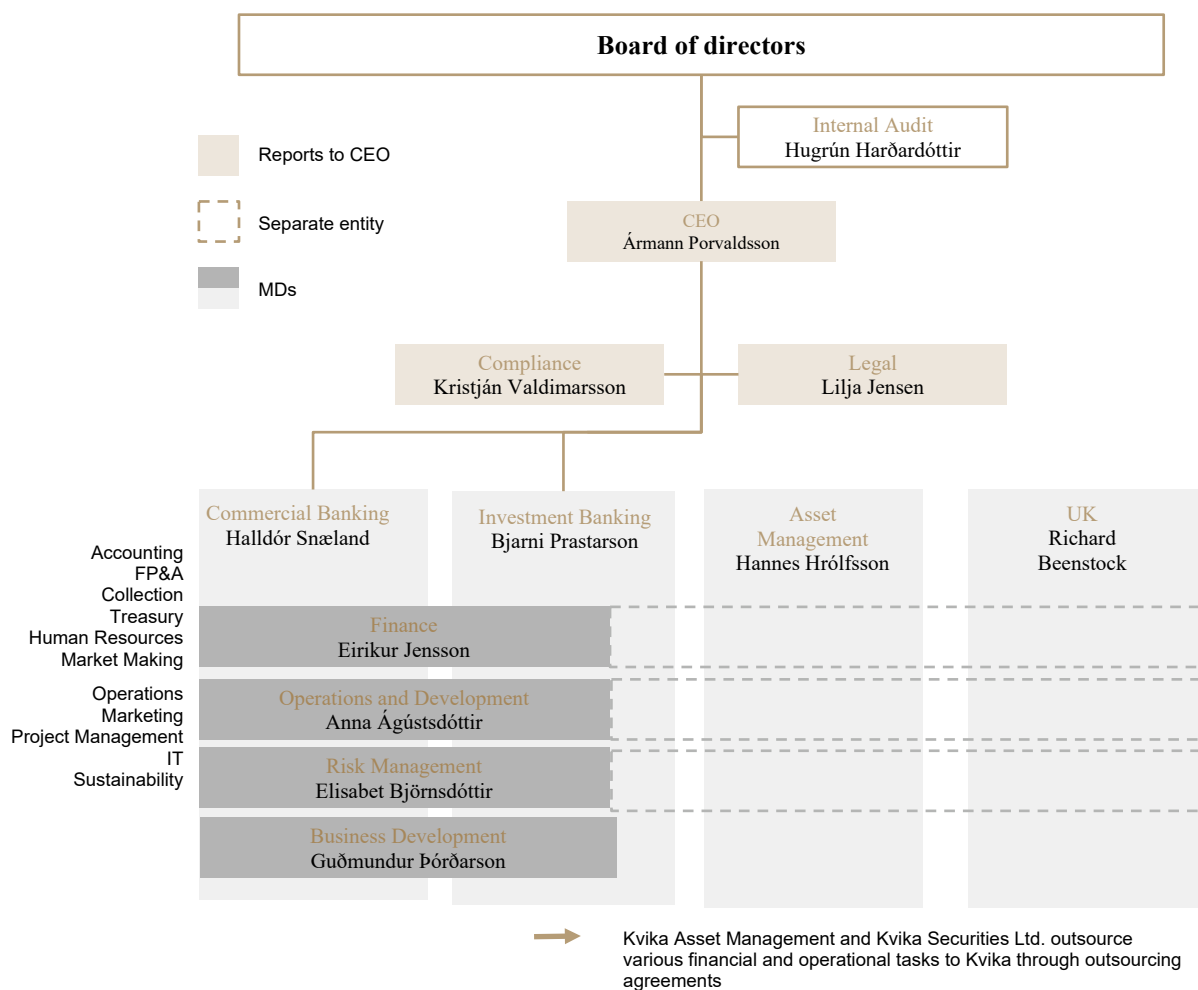 Board of directors
Internal Audit
Hugrún Harðardóttir
Reports to CEO
Separate entity
MDs
CEO
Ármann Porvaldsson
Compliance
Kristján Valdimarsson
Legal
Lilja Jensen
Commercial Banking
Halldór Snæland
Investment Banking
Bjarni Prastarson
Asset
Management
Hannes Hrólfsson
UK
Richard
Beenstock
Accounting
FP&A
Collection
Treasury
Human Resources
Market Making
Operations
Marketing
Project Management
IT
Sustainability
Finance
Eirikur Jensson
Operations and Development
Anna Ágústsdóttir
Risk Management
Elisabet Björnsdóttir
Business Development
Guðmundur Þórðarson
Kvika Asset Management and Kvika Securities Ltd. outsource
various financial and operational tasks to Kvika through outsourcing
agreements